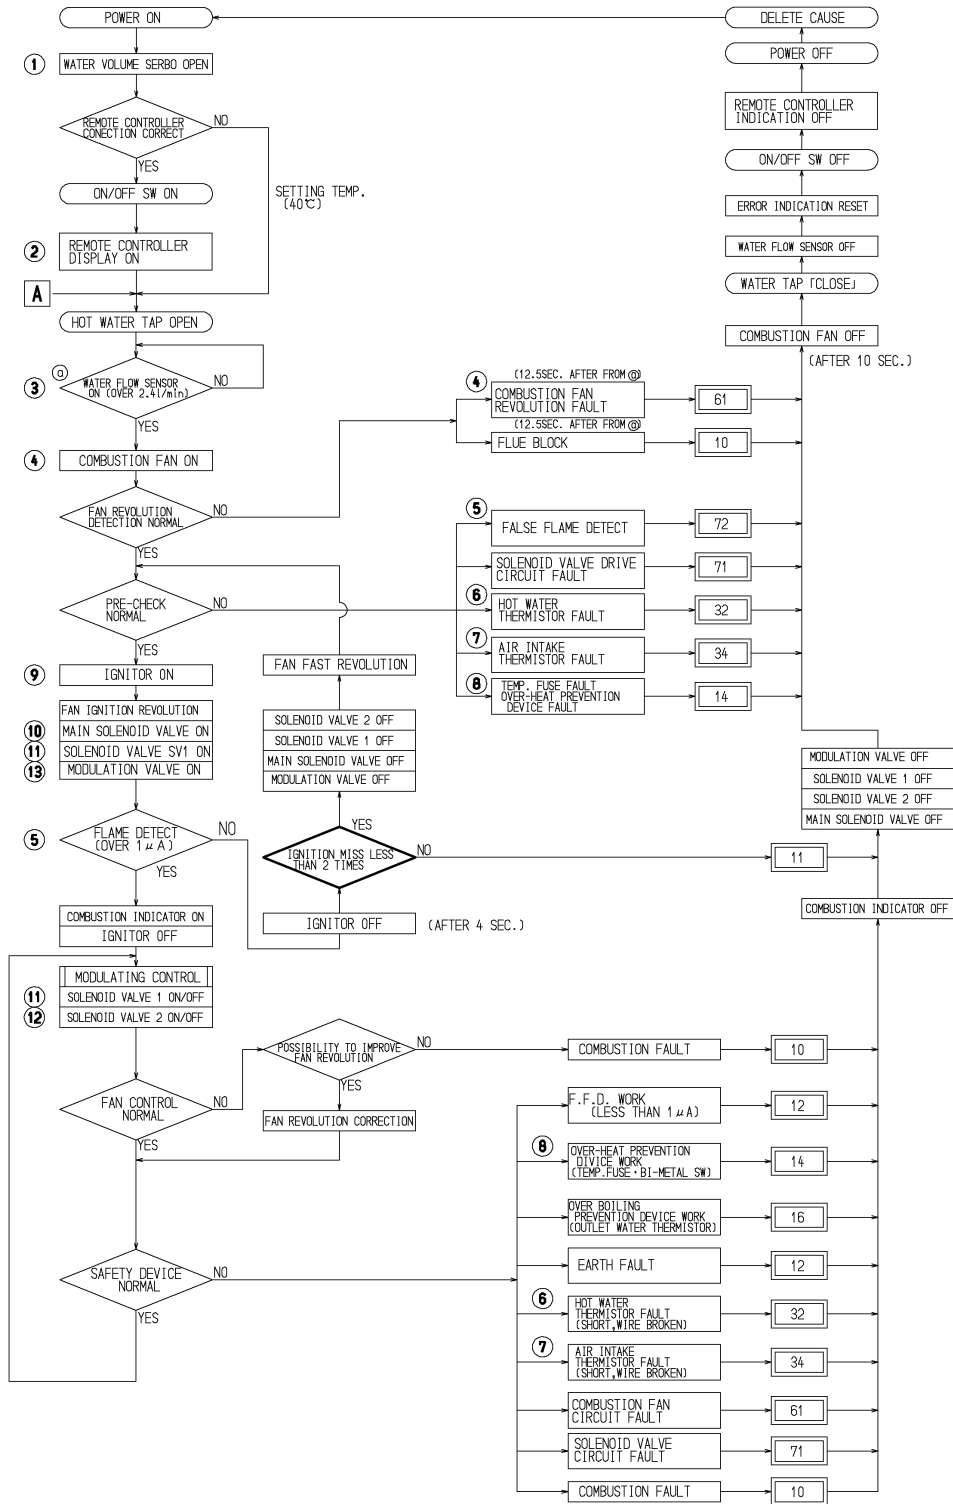 POWER ON
DELETE CAUSE
① WATER VOLUME SERBO OPEN
POWER OFF
REMOTE CONTROLLER
CONECTION CORRECT
NO
YES
REMOTE CONTROLLER
INDICATION OFF
ON/OFF SW OFF
ON/OFF SW ON
SETTING TEMP.
(40℃)
ERROR INDICATION RESET
② REMOTE CONTROLLER
DISPLAY ON
WATER FLOW SENSOR OFF
A
WATER TAP「CLOSE」
HOT WATER TAP OPEN
COMBUSTION FAN OFF
(AFTER 10 SEC.)
ⓐ
③ WATER FLOW SENSOR
ON (OVER 2.4l/min)
NO
YES
(12.5SEC. AFTER FROM ⓐ)
④ COMBUSTION FAN
REVOLUTION FAULT
61
(12.5SEC. AFTER FROM ⓐ)
FLUE BLOCK
10
④ COMBUSTION FAN ON
FAN REVOLUTION
DETECTION NORMAL
NO
YES
⑤ FALSE FLAME DETECT
72
SOLENOID VALVE DRIVE
CIRCUIT FAULT
71
PRE-CHECK
NORMAL
NO
YES
⑥ HOT WATER
THERMISTOR FAULT
32
⑦ AIR INTAKE
THERMISTOR FAULT
34
⑧ TEMP. FUSE FAULT
OVER-HEAT PREVENTION
DEVICE FAULT
14
FAN FAST REVOLUTION
⑨ IGNITOR ON
FAN IGNITION REVOLUTION
⑩ MAIN SOLENOID VALVE ON
⑪ SOLENOID VALVE SV1 ON
⑬ MODULATION VALVE ON
SOLENOID VALVE 2 OFF
SOLENOID VALVE 1 OFF
MAIN SOLENOID VALVE OFF
MODULATION VALVE OFF
MODULATION VALVE OFF
SOLENOID VALVE 1 OFF
SOLENOID VALVE 2 OFF
MAIN SOLENOID VALVE OFF
⑤ FLAME DETECT
(OVER 1μA)
NO
YES
YES
IGNITION MISS LESS
THAN 2 TIMES
NO
11
COMBUSTION INDICATOR OFF
IGNITOR OFF
(AFTER 4 SEC.)
COMBUSTION INDICATOR ON
IGNITOR OFF
MODULATING CONTROL
⑪ SOLENOID VALVE 1 ON/OFF
⑫ SOLENOID VALVE 2 ON/OFF
POSSIBILITY TO IMPROVE
FAN REVOLUTION
NO
YES
COMBUSTION FAULT
10
FAN CONTROL
NORMAL
NO
YES
FAN REVOLUTION CORRECTION
F.F.D. WORK
(LESS THAN 1μA)
12
⑧ OVER-HEAT PREVENTION
DIVICE WORK
(TEMP.FUSE・BI-METAL SW)
14
OVER BOILING
PREVENTION DEVICE WORK
(OUTLET WATER THERMISTOR)
16
SAFETY DEVICE
NORMAL
NO
YES
EARTH FAULT
12
⑥ HOT WATER
THERMISTOR FAULT
(SHORT,WIRE BROKEN)
32
⑦ AIR INTAKE
THERMISTOR FAULT
(SHORT,WIRE BROKEN)
34
COMBUSTION FAN
CIRCUIT FAULT
61
SOLENOID VALVE
CIRCUIT FAULT
71
COMBUSTION FAULT
10